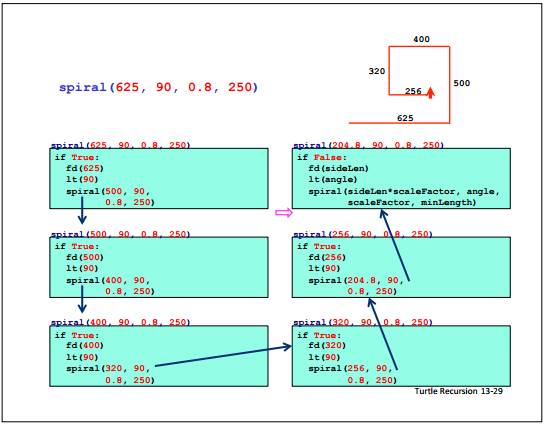 spiral(625, 90, 0.8, 250)
400
320
500
256
625
spiral(625, 90, 0.8, 250)
if True:
fd(625)
lt(90)
spiral(500, 90,
0.8, 250)
spiral(500, 90, 0.8, 250)
if True:
fd(500)
lt(90)
spiral(400, 90,
0.8, 250)
spiral(400, 90, 0.8, 250)
if True:
fd(400)
lt(90)
spiral(320, 90,
0.8, 250)
spiral(320, 90, 0.8, 250)
if True:
fd(320)
lt(90)
spiral(256, 90,
0.8, 250)
spiral(256, 90, 0.8, 250)
if True:
fd(256)
lt(90)
spiral(204.8, 90,
0.8, 250)
spiral(204.8, 90, 0.8, 250)
if False:
fd(sideLen)
lt(angle)
spiral(sideLen*scaleFactor, angle,
scaleFactor, minLength)
Turtle Recursion 13-29